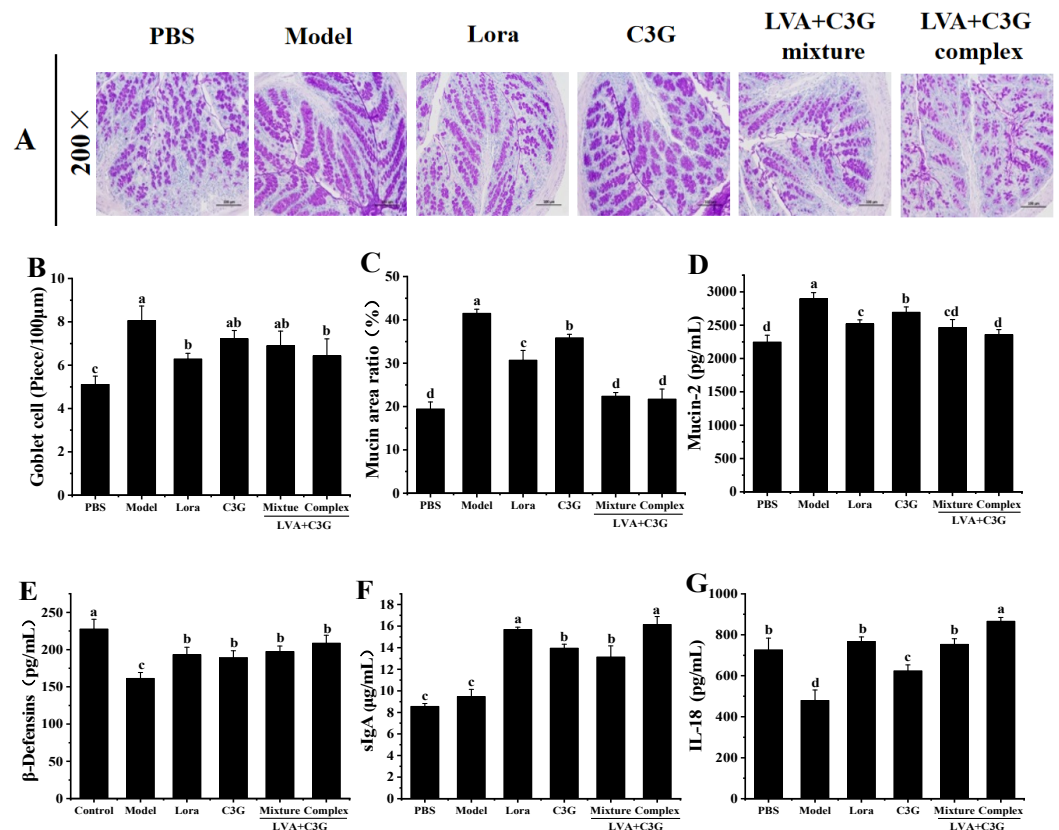 PBS Model Lora C3G LVA+C3G mixture LVA+C3G complex
A
200×
B
Goblet cell (Piece/100μm)
10
8
6
4
2
0
c a b ab ab b
PBS Model Lora C3G Mixtue Complex
LVA+C3G
C
Mucin area ratio (%)
50
40
30
20
10
0
d a c b d d
PBS Model Lora C3G Mixture Complex
LVA+C3G
D
Mucin-2 (pg/mL)
3000
2500
2250
1500
750
0
d a c b cd d
PBS Model Lora C3G Mixture Complex
LVA+C3G
E
β-Defensins (pg/mL)
250
200
150
100
50
0
a c b b b b
Control Model Lora C3G Mixture Complex
LVA+C3G
F
sIgA (μg/mL)
18
16
14
12
10
8
6
4
2
0
c c a b b a
PBS Model Lora C3G Mixture Complex
LVA+C3G
G
IL-18 (pg/mL)
1000
800
600
400
200
0
b d b c b a
PBS Model Lora C3G Mixture Complex
LVA+C3G